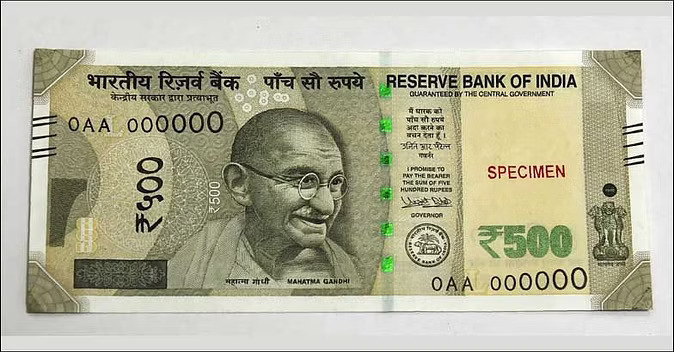 भारतीय रिज़र्व बैंक
केन्द्रीय सरकार द्वारा प्रत्याभूत
पाँच सौ रुपये
RESERVE BANK OF INDIA
GUARANTEED BY THE CENTRAL GOVERNMENT
0AA 000000
₹५००
₹500
मैं धारक को
पाँच सौ रुपये
अदा करने का
वचन देता हूँ ।
गवर्नर
I PROMISE TO
PAY THE BEARER
THE SUM OF FIVE
HUNDRED RUPEES
GOVERNOR
SPECIMEN
₹500
महात्मा गांधी
MAHATMA GANDHI
0AA 000000